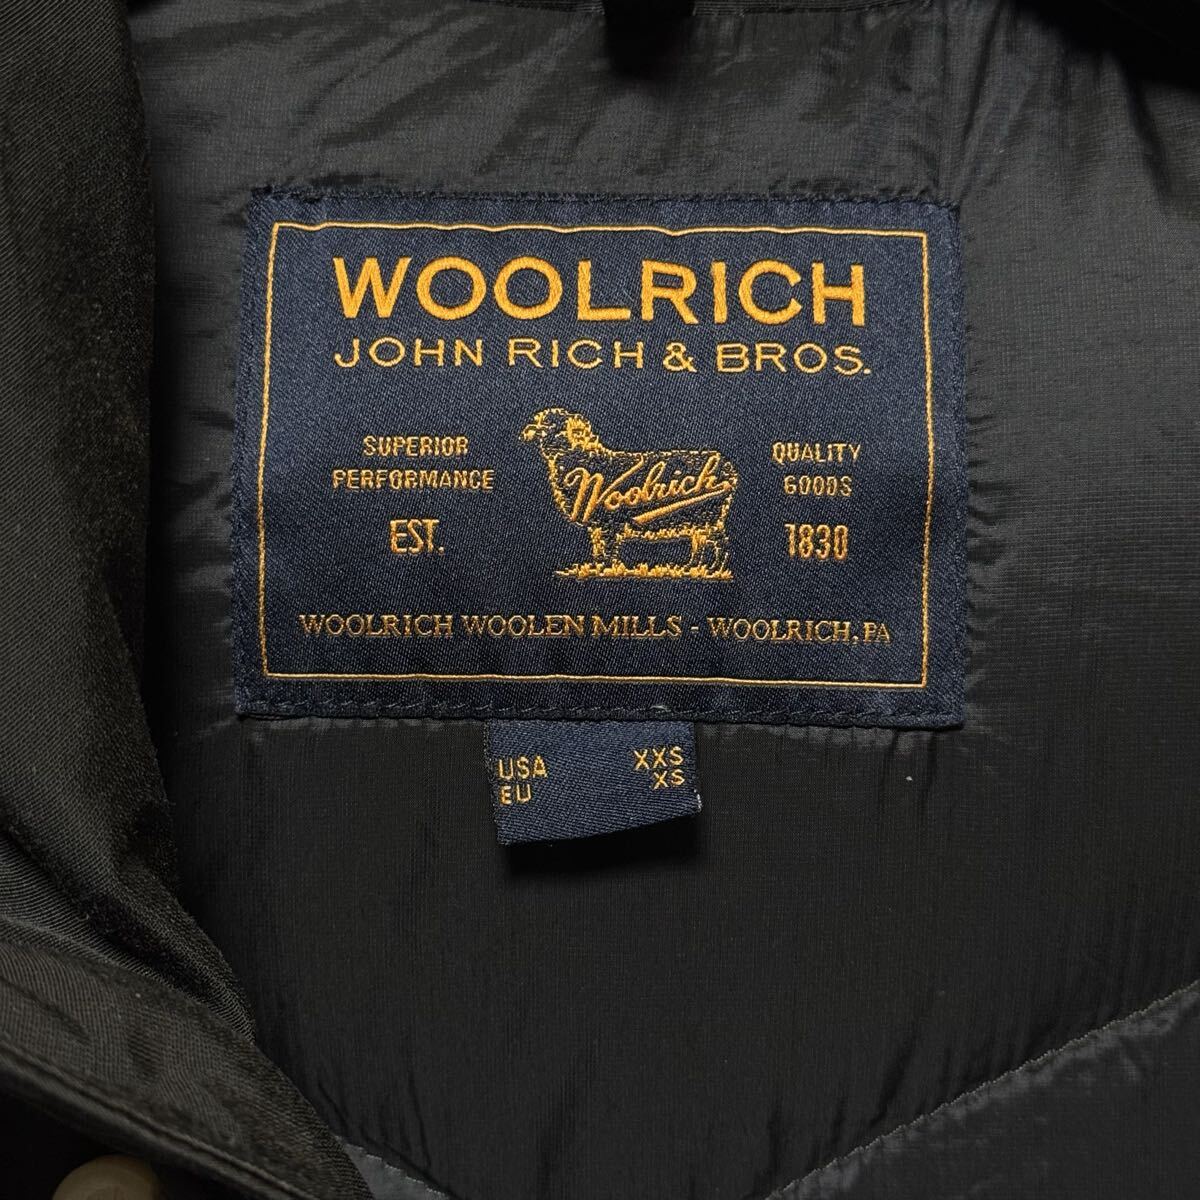 WOOLRICH
JOHN RICH & BROS.
SUPERIOR
PERFORMANCE
EST.
Woolrich
QUALITY
GOODS
1830
WOOLRICH WOOLEN MILLS - WOOLRICH, PA
USA XXS
EU XS